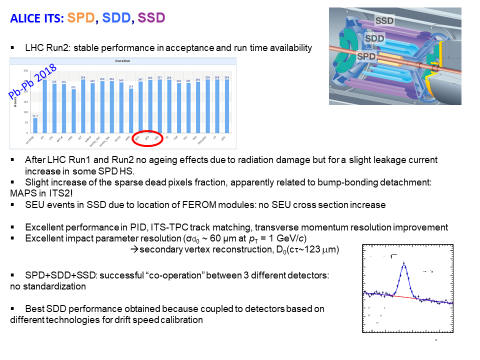 ALICE ITS: SPD, SDD, SSD
▪ LHC Run2: stable performance in acceptance and run time availability
Pb-Pb 2018
SSD
SDD
SPD
▪ After LHC Run1 and Run2 no ageing effects due to radiation damage but for a slight leakage current
increase in some SPD HS.
▪ Slight increase of the sparse dead pixels fraction, apparently related to bump-bonding detachment:
MAPS in ITS2!
▪ SEU events in SSD due to location of FEROM modules: no SEU cross section increase
▪ Excellent performance in PID, ITS-TPC track matching, transverse momentum resolution improvement
▪ Excellent impact parameter resolution (σd0 ~ 60 μm at pT = 1 GeV/c)
→secondary vertex reconstruction, D0(cτ~123 μm)
▪ SPD+SDD+SSD: successful “co-operation” between 3 different detectors:
no standardization
▪ Best SDD performance obtained because coupled to detectors based on
different technologies for drift speed calibration